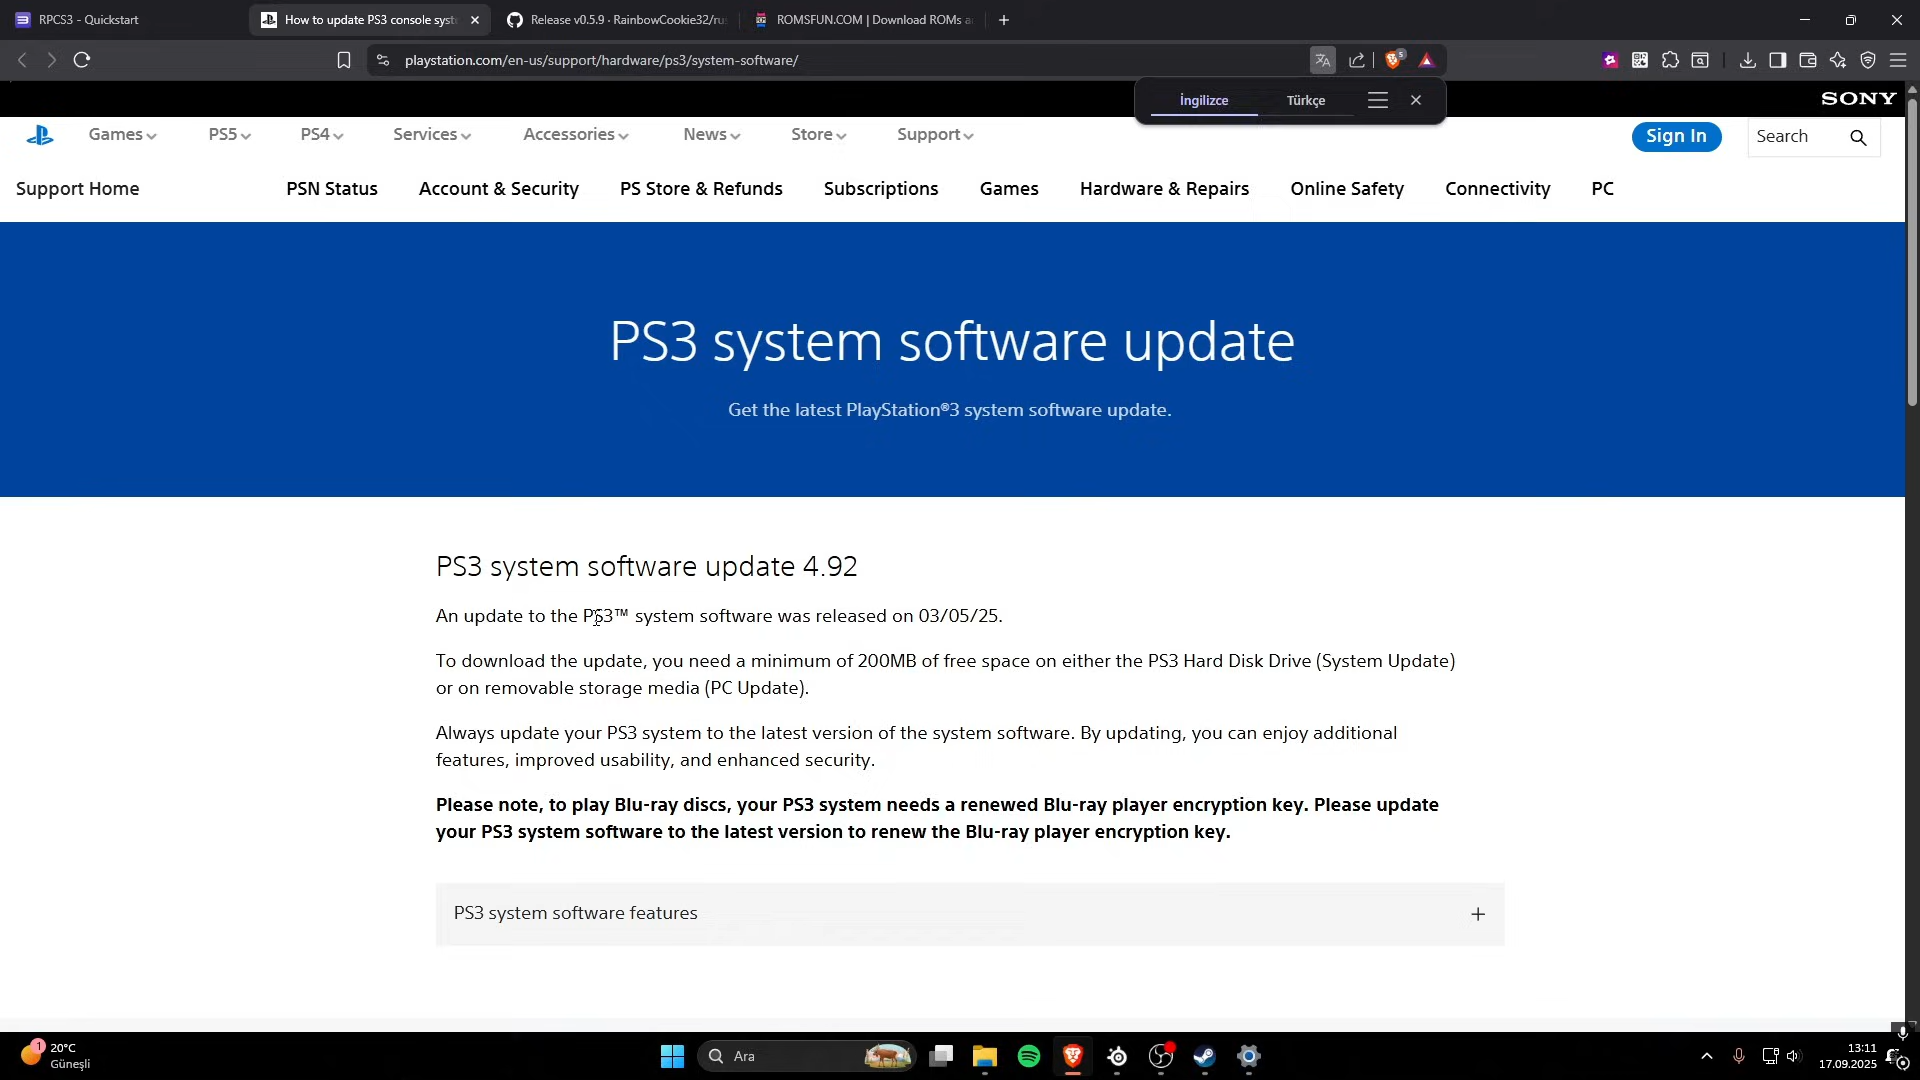 RPCS3 - Quickstart
How to update PS3 console syst
Release v0.5.9 · RainbowCookie32/rus
ROMSFUN.COM | Download ROMs a
playstation.com/en-us/support/hardware/ps3/system-software/
5
İngilizce
Türkçe
SONY
Games
PS5
PS4
Services
Accessories
News
Store
Support
Sign In
Search
Support Home
PSN Status
Account & Security
PS Store & Refunds
Subscriptions
Games
Hardware & Repairs
Online Safety
Connectivity
PC
PS3 system software update
Get the latest PlayStation®3 system software update.
PS3 system software update 4.92
An update to the PS3™ system software was released on 03/05/25.
To download the update, you need a minimum of 200MB of free space on either the PS3 Hard Disk Drive (System Update)
or on removable storage media (PC Update).
Always update your PS3 system to the latest version of the system software. By updating, you can enjoy additional
features, improved usability, and enhanced security.
Please note, to play Blu-ray discs, your PS3 system needs a renewed Blu-ray player encryption key. Please update
your PS3 system software to the latest version to renew the Blu-ray player encryption key.
PS3 system software features
1
20°C
Güneşli
Ara
13:11
17.09.2025